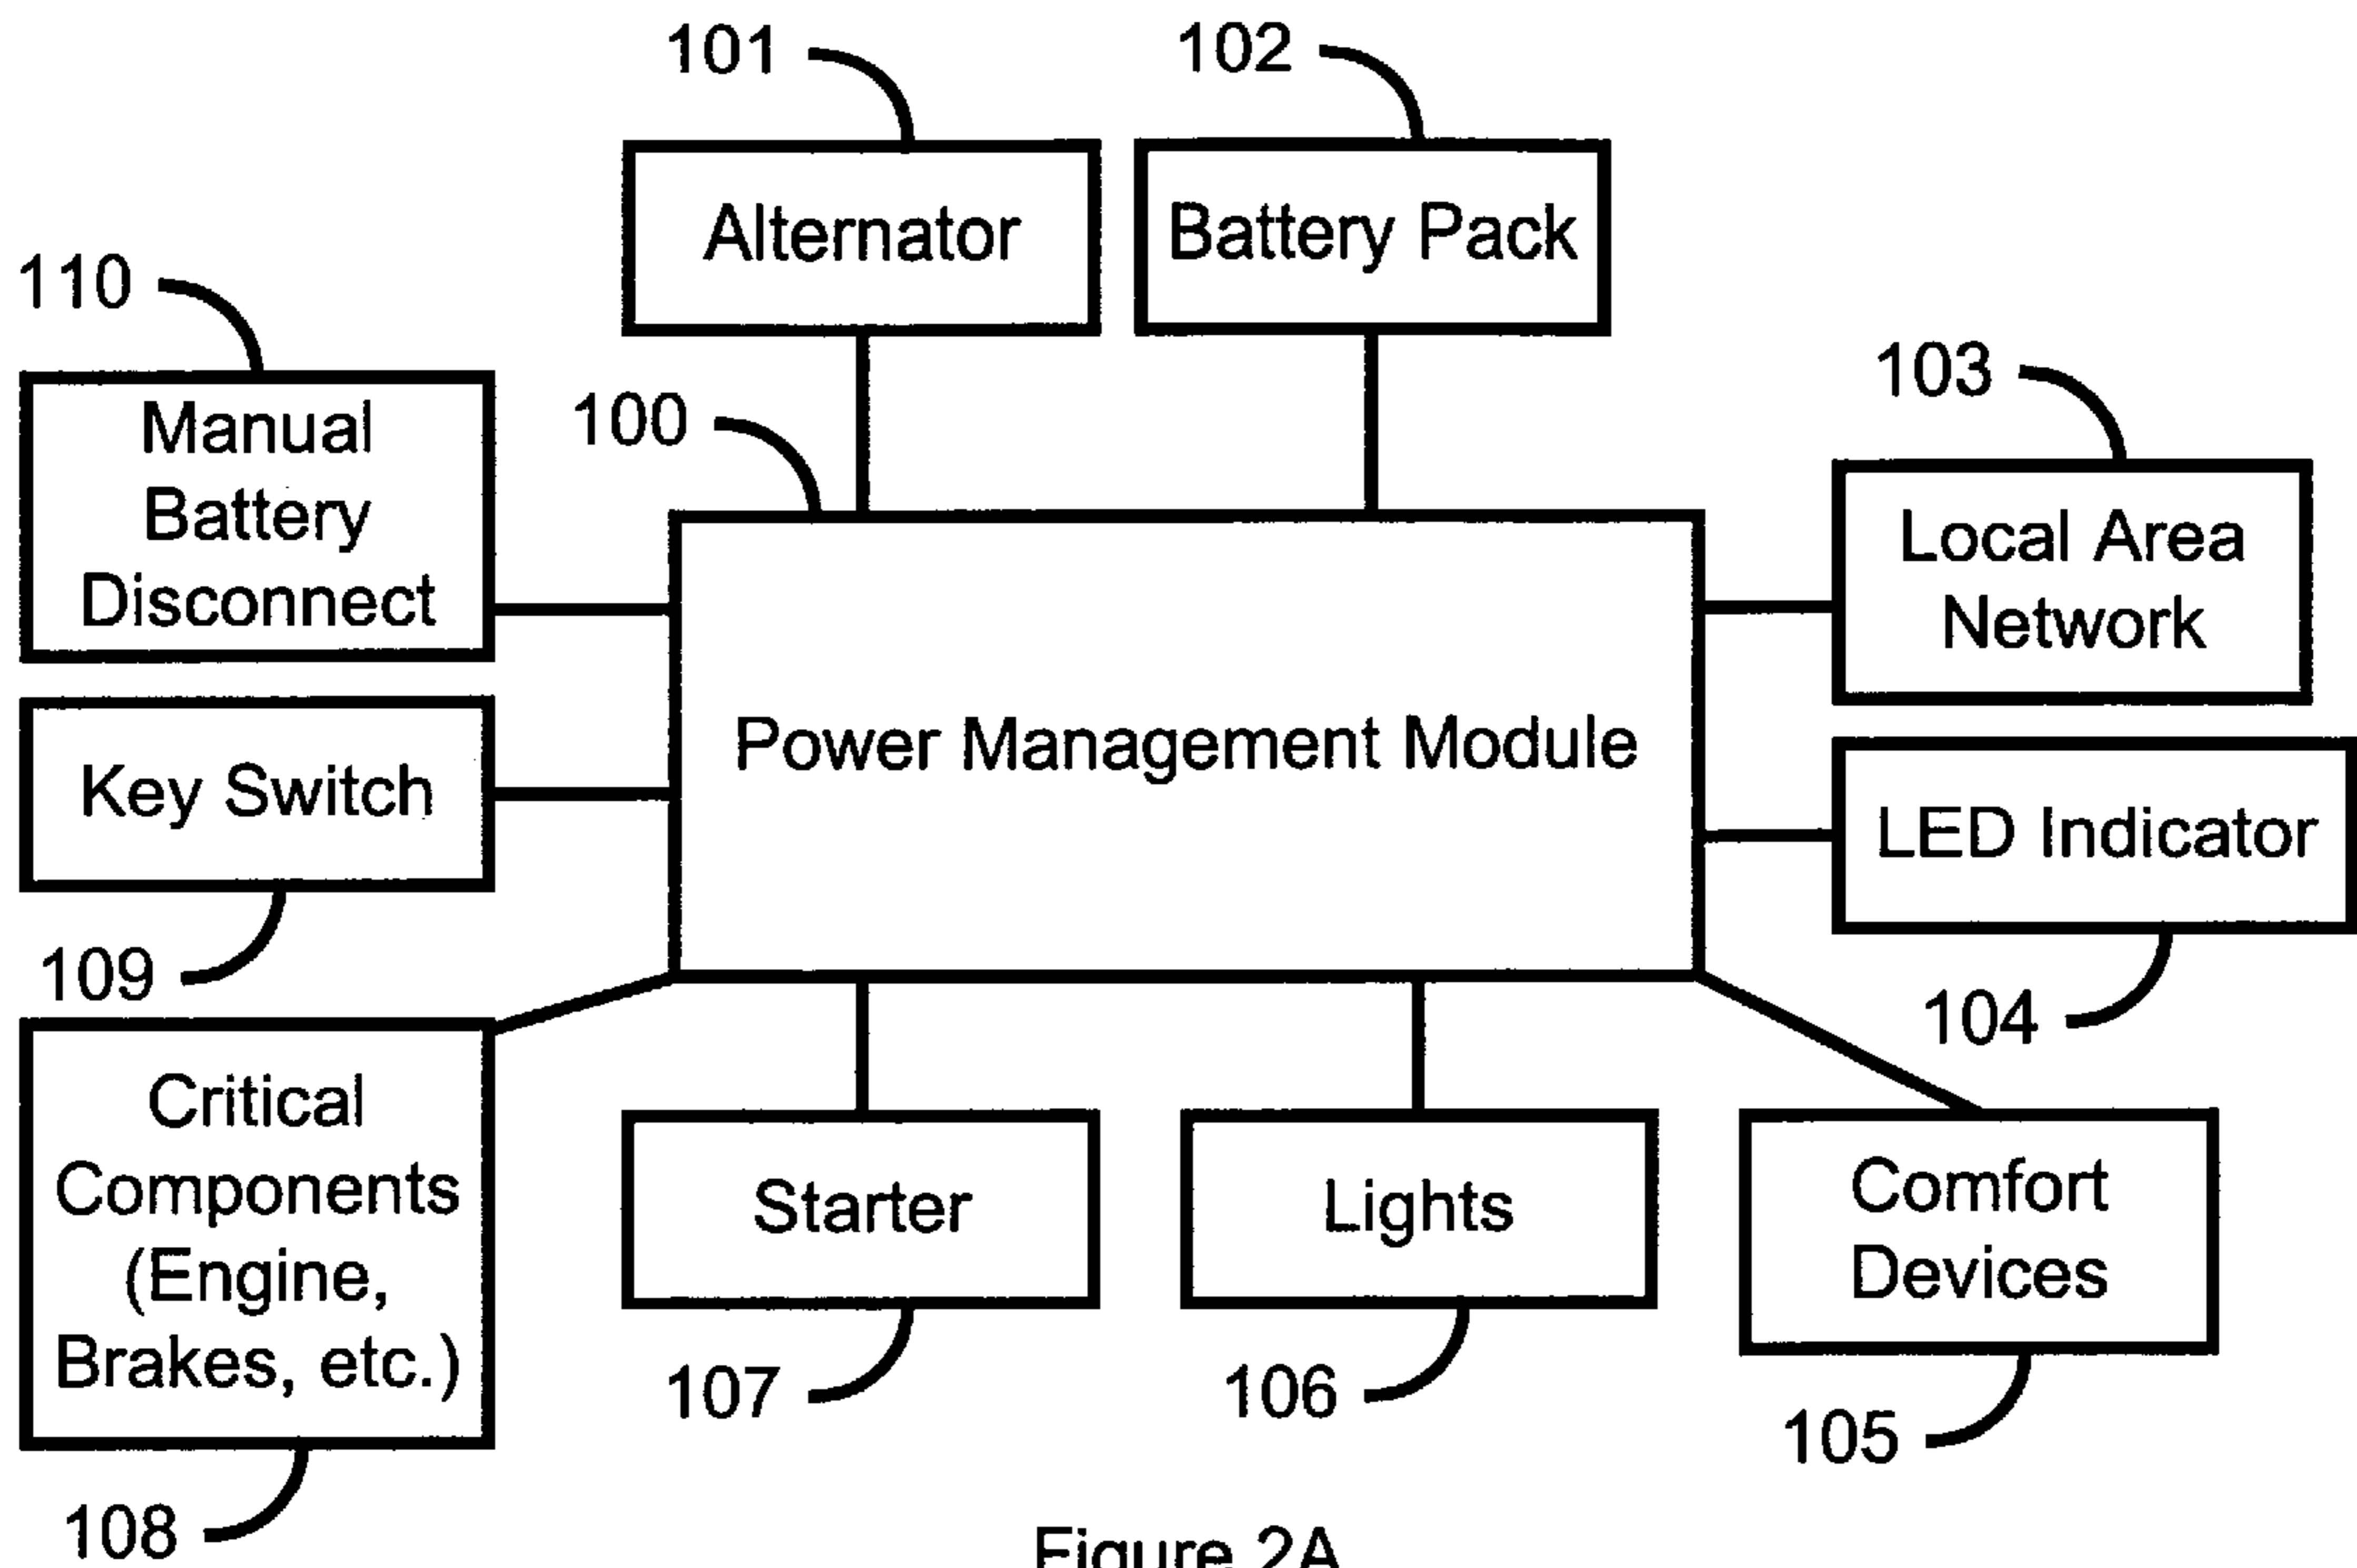 101
102
Alternator
Battery Pack
110
Manual
Battery
Disconnect
100
103
Local Area
Network
Power Management Module
Key Switch
LED Indicator
109
104
Critical
Components
(Engine,
Brakes, etc.)
Starter
Lights
Comfort
Devices
107
106
105
108
Figure 2A